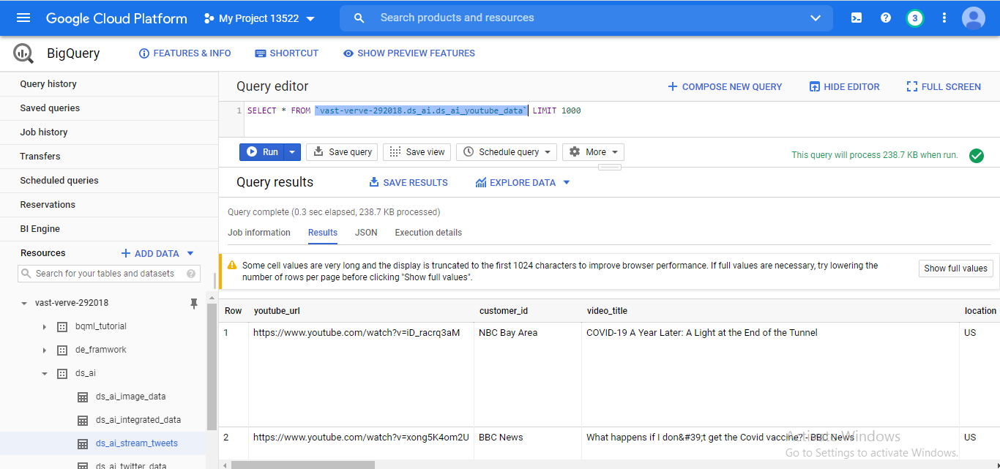 Google Cloud Platform My Project 13522 Search products and resources 3
BigQuery FEATURES & INFO SHORTCUT SHOW PREVIEW FEATURES
Query history
Saved queries
Job history
Transfers
Scheduled queries
Reservations
BI Engine
Resources ADD DATA
Search for your tables and datasets ?
vast-verve-292018
bqml_tutorial
de_framwork
ds_ai
ds_ai_image_data
ds_ai_integrated_data
ds_ai_stream_tweets
ds_ai_twitter_data
Query editor COMPOSE NEW QUERY HIDE EDITOR FULL SCREEN
1 SELECT * FROM `vast-verve-292018.ds_ai.ds_ai_youtube_data` LIMIT 1000
Run Save query Save view Schedule query More This query will process 238.7 KB when run.
Query results SAVE RESULTS EXPLORE DATA
Query complete (0.3 sec elapsed, 238.7 KB processed)
Job information Results JSON Execution details
Some cell values are very long and the display is truncated to the first 1024 characters to improve browser performance. If full values are necessary, try lowering the
number of rows per page before clicking "Show full values".
Show full values
Row youtube_url customer_id video_title location
1 https://www.youtube.com/watch?v=iD_racrq3aM NBC Bay Area COVID-19 A Year Later: A Light at the End of the Tunnel US
2 https://www.youtube.com/watch?v=xong5K4om2U BBC News What happens if I don&#39;t get the Covid vaccine? - BBC News US
Activate Windows
Go to Settings to activate Windows.